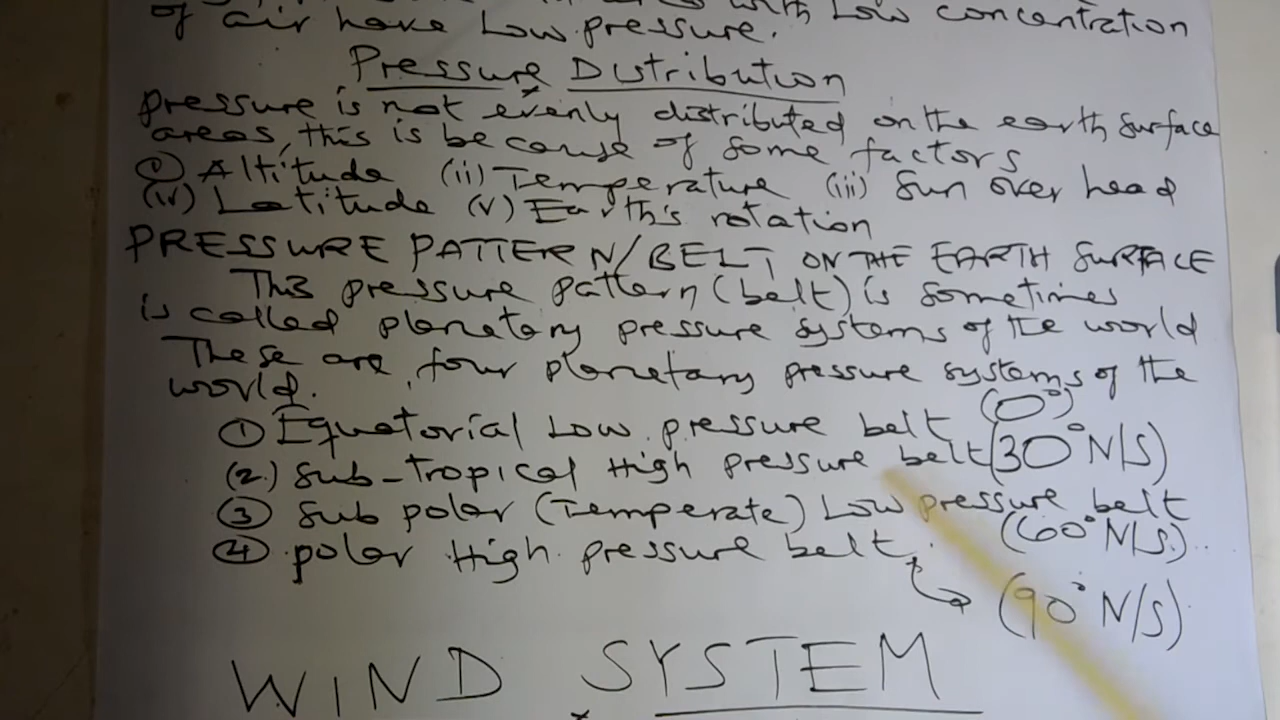 with Low concentration
of air have Low pressure.
Pressure Distribution
pressure is not evenly distributed on the earth surface
areas, this is because of some factors
(i) Altitude (ii) Temperature (iii) Sun over head
(iv) Latitude (v) Earth's rotation
PRESSURE PATTERN/BELT ON THE EARTH SURFACE
This pressure pattern (belt) is sometimes
is called planetary pressure systems of the world
These are four planetary pressure systems of the
world.
① Equatorial Low pressure belt (0°)
(2.) Sub-tropical High pressure belt (30°N/S)
③ Sub polar (Temperate) Low pressure belt
(60°N/S)
④ polar High pressure belt.
(90°N/S)
WIND SYSTEM